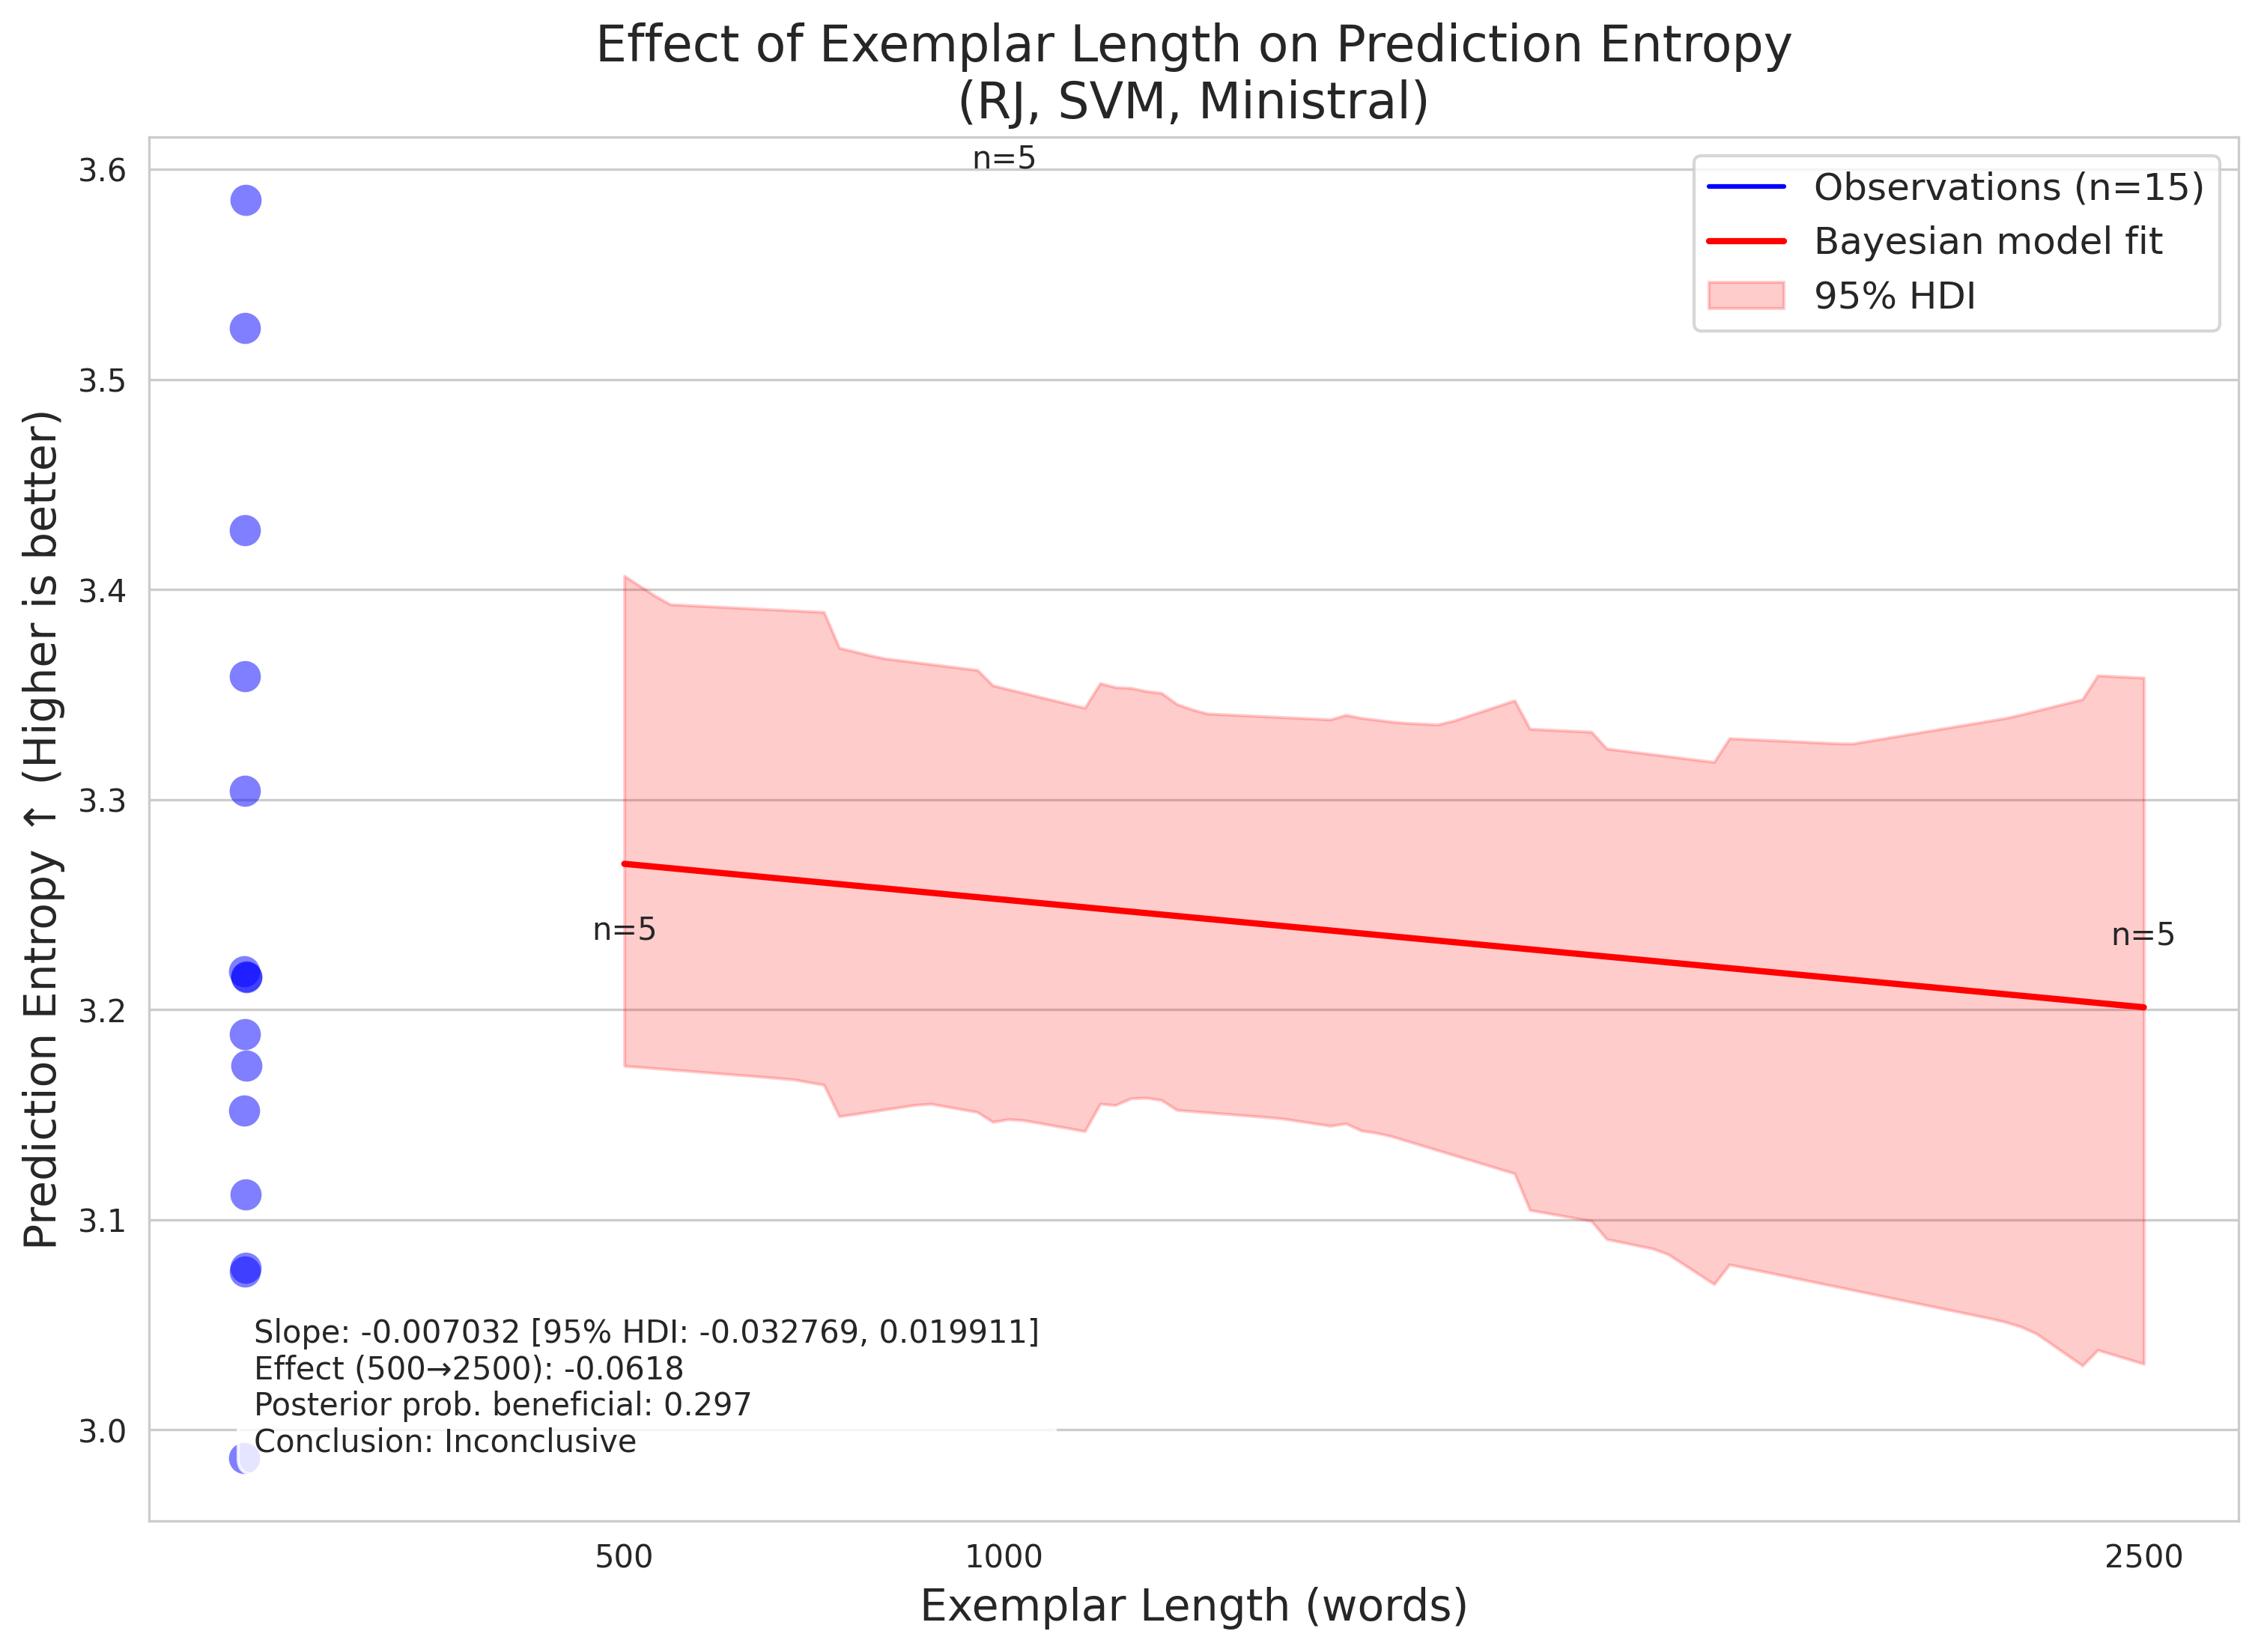 Effect of Exemplar Length on Prediction Entropy
(RJ, SVM, Ministral)
Prediction Entropy ↑ (Higher is better)
3.6
3.5
3.4
3.3
3.2
3.1
3.0
n=5
n=5
n=5
Observations (n=15)
Bayesian model fit
95% HDI
Slope: -0.007032 [95% HDI: -0.032769, 0.019911]
Effect (500→2500): -0.0618
Posterior prob. beneficial: 0.297
Conclusion: Inconclusive
500
1000
2500
Exemplar Length (words)